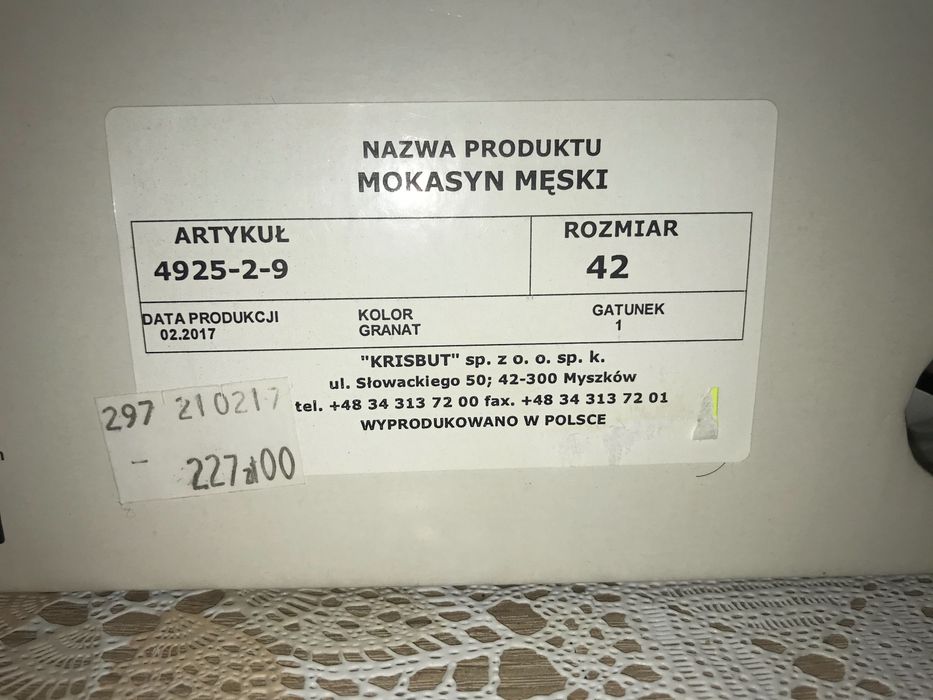 NAZWA PRODUKTU
MOKASYN MĘSKI
ARTYKUŁ
4925-2-9
ROZMIAR
42
DATA PRODUKCJI
02.2017
KOLOR
GRANAT
GATUNEK
1
"KRISBUT" sp. z o. o. sp. k.
ul. Słowackiego 50; 42-300 Myszków
tel. +48 34 313 72 00 fax. +48 34 313 72 01
WYPRODUKOWANO W POLSCE
297 210217
- 227zł00